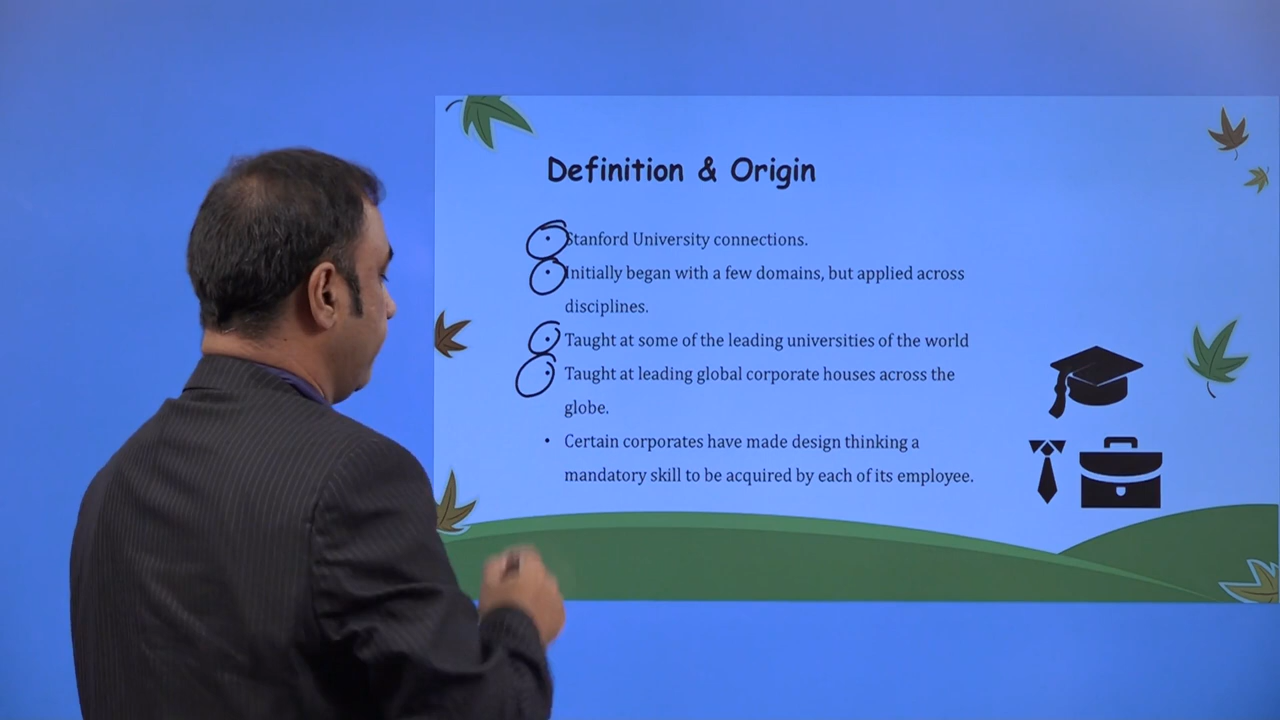 Definition & Origin
• Stanford University connections.
• Initially began with a few domains, but applied across
disciplines.
• Taught at some of the leading universities of the world
• Taught at leading global corporate houses across the
globe.
• Certain corporates have made design thinking a
mandatory skill to be acquired by each of its employee.